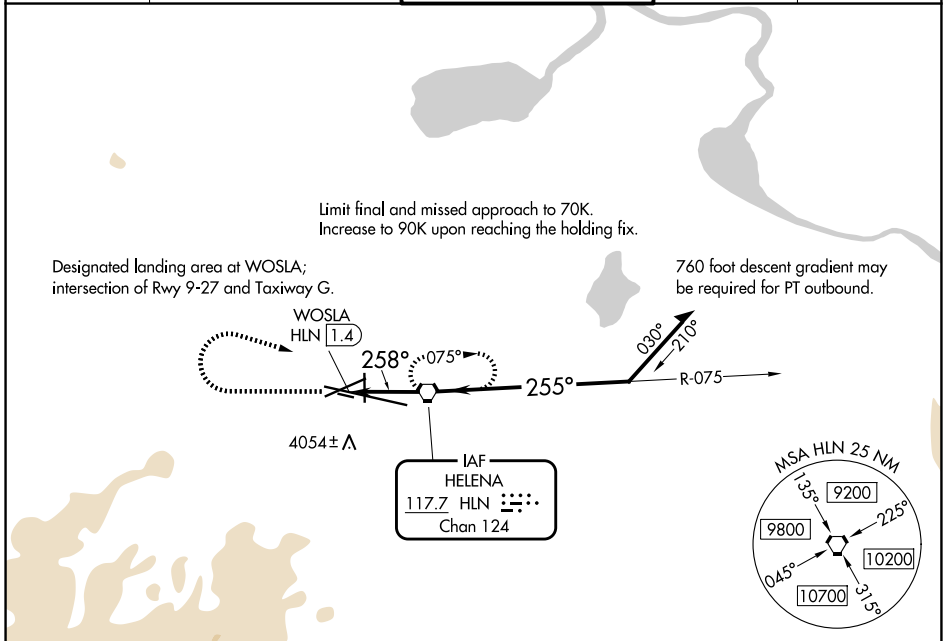 Limit final and missed approach to 70K.
Increase to 90K upon reaching the holding fix.
Designated landing area at WOSLA;
intersection of Rwy 9-27 and Taxiway G.
760 foot descent gradient may
be required for PT outbound.
WOSLA
HLN 1.4
258°
075°
255°
030°
210°
R-075
4054±
IAF
HELENA
117.7 HLN
Chan 124
MSA HLN 25 NM
135°
9200
225°
9800
10200
045°
10700
315°